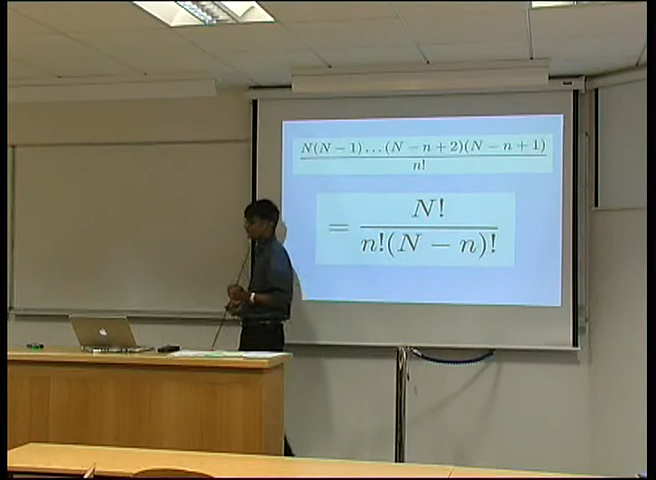 N(N − 1) … (N − n + 2)(N − n + 1)
n!
= N!
n!(N − n)!